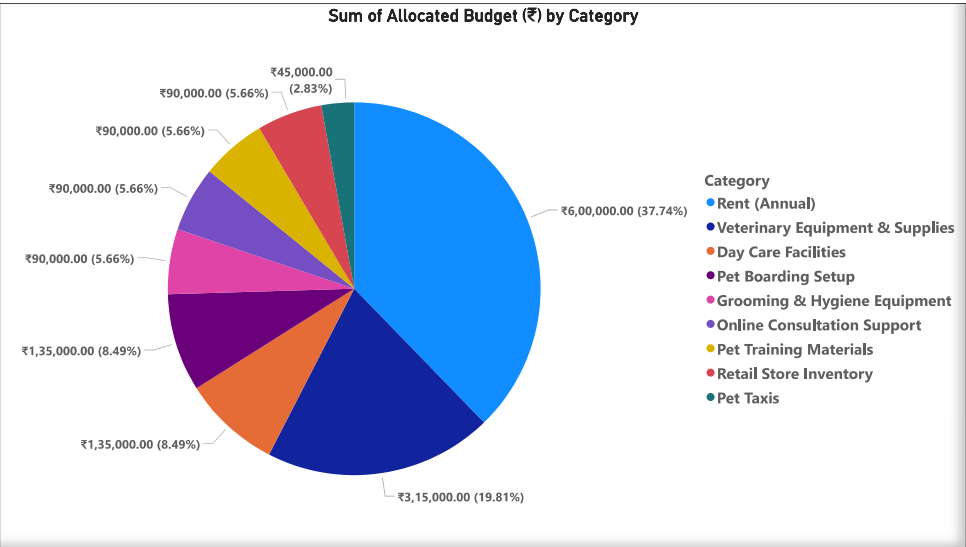 Sum of Allocated Budget (₹) by Category
₹45,000.00
(2.83%)
₹90,000.00 (5.66%)
₹90,000.00 (5.66%)
₹90,000.00 (5.66%)
₹90,000.00 (5.66%)
₹1,35,000.00 (8.49%)
₹1,35,000.00 (8.49%)
₹3,15,000.00 (19.81%)
₹6,00,000.00 (37.74%)
Category
Rent (Annual)
Veterinary Equipment & Supplies
Day Care Facilities
Pet Boarding Setup
Grooming & Hygiene Equipment
Online Consultation Support
Pet Training Materials
Retail Store Inventory
Pet Taxis